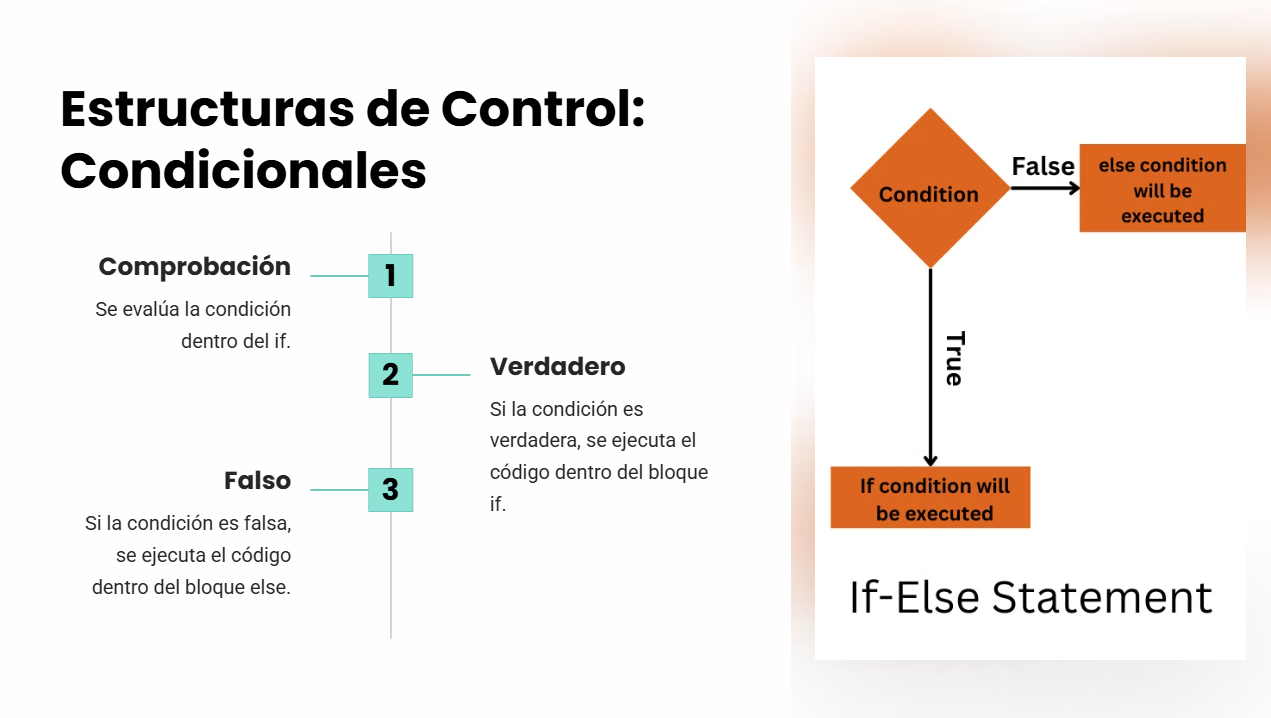 Estructuras de Control:
Condicionales
Comprobación
Se evalúa la condición
dentro del if.
1
2
Verdadero
Si la condición es
verdadera, se ejecuta el
código dentro del bloque
if.
Falso
Si la condición es falsa,
se ejecuta el código
dentro del bloque else.
3
Condition
False
else condition
will be
executed
True
If condition will
be executed
If-Else Statement